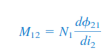 M₁₂ = N₁ dϕ₂₁/di₂